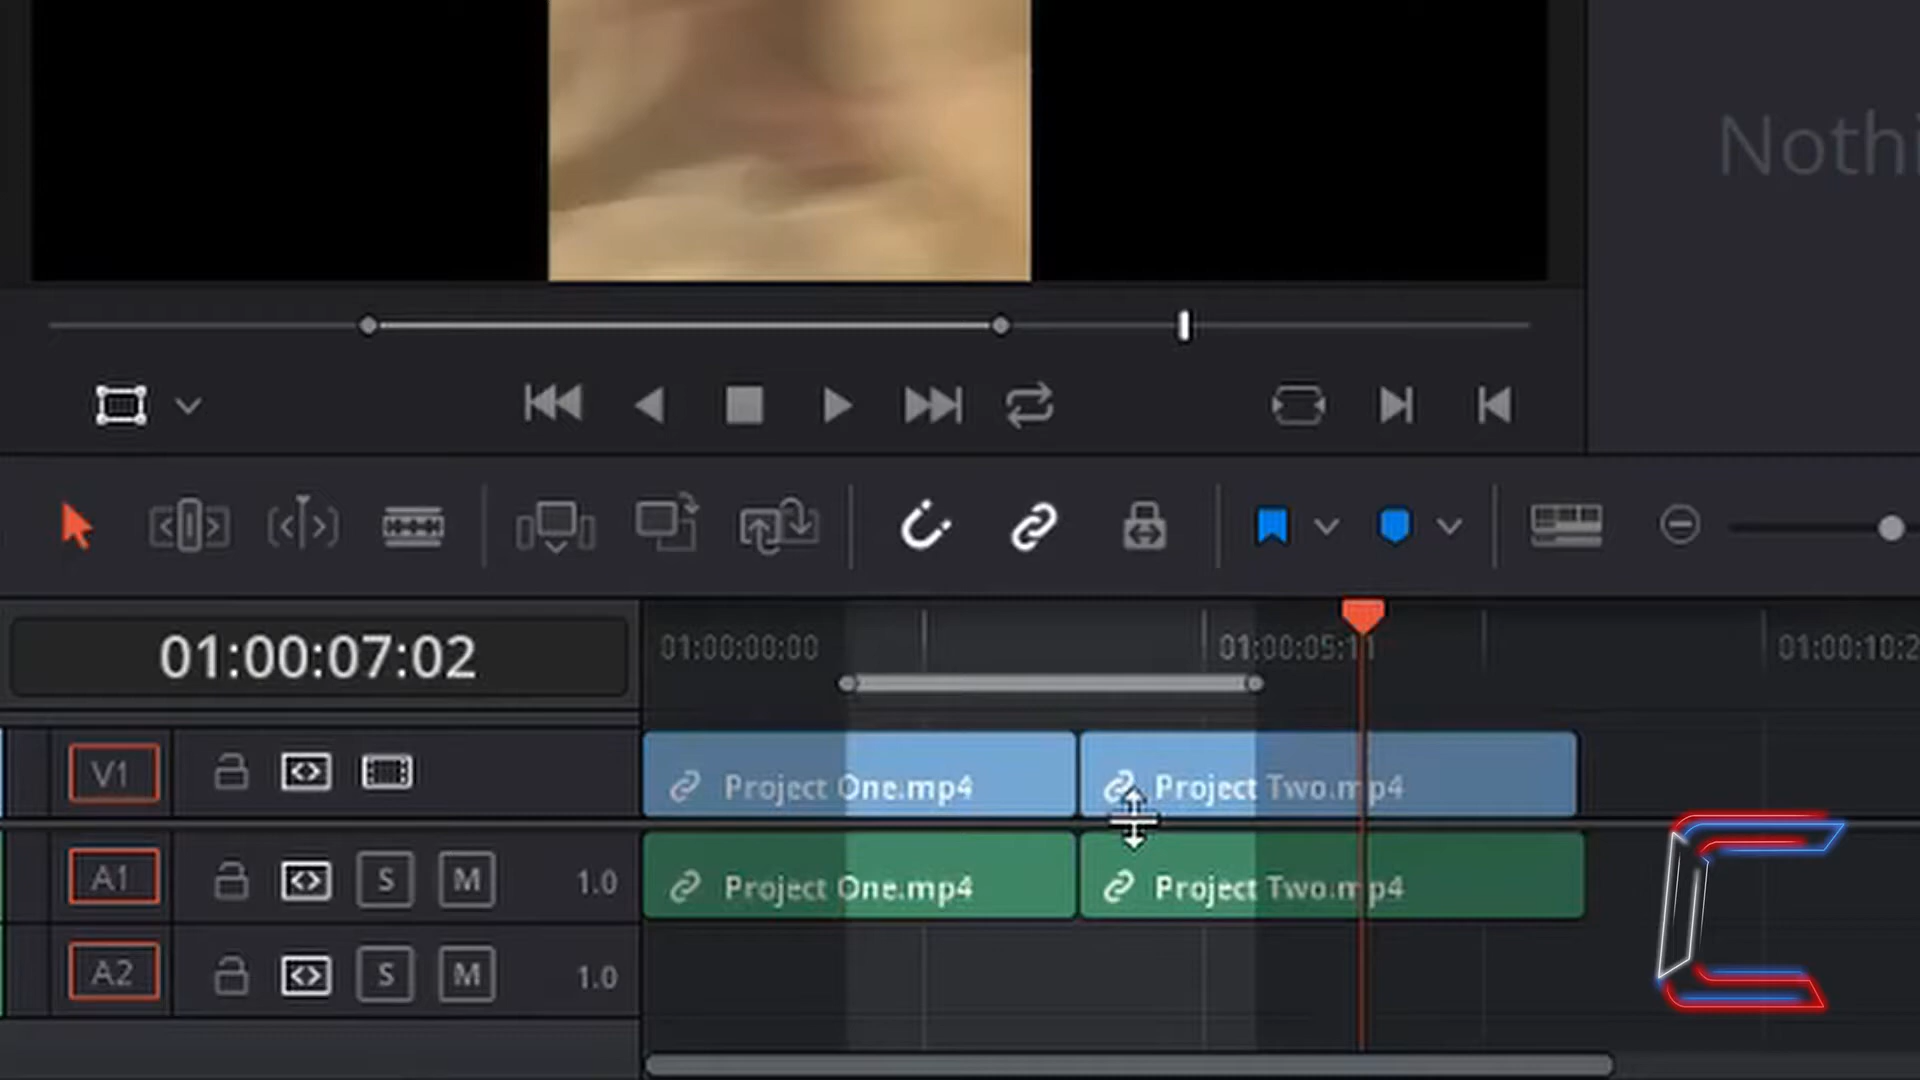 Nothi
01:00:07:02
01:00:00:00
01:00:05:11
01:00:10:2
V1
Project One.mp4
Project Two.mp4
A1
S
M
1.0
Project One.mp4
Project Two.mp4
A2
S
M
1.0